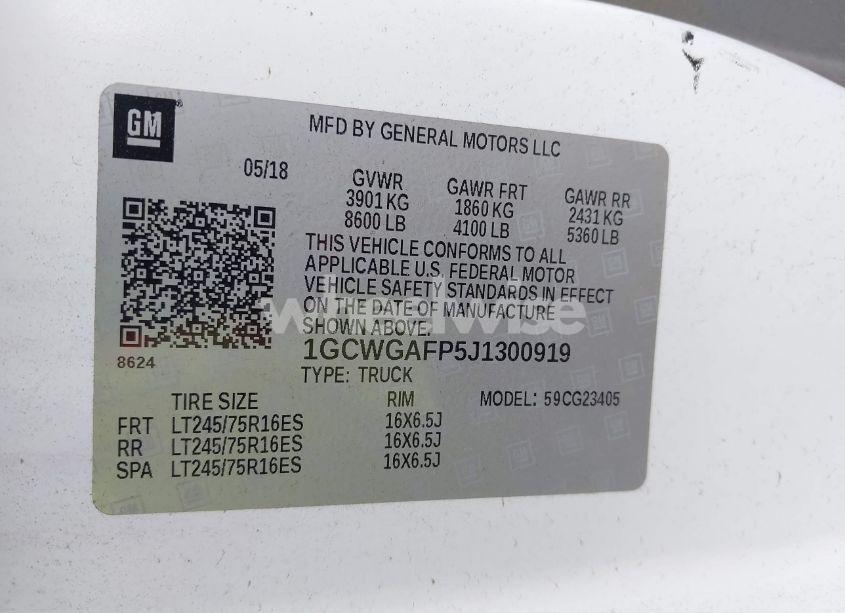 GM
MFD BY GENERAL MOTORS LLC
05/18
GVWR GAWR FRT GAWR RR
3901 KG 1860 KG 2431 KG
8600 LB 4100 LB 5360 LB
THIS VEHICLE CONFORMS TO ALL
APPLICABLE U.S. FEDERAL MOTOR
VEHICLE SAFETY STANDARDS IN EFFECT
ON THE DATE OF MANUFACTURE
SHOWN ABOVE.
wheelwise
8624
1GCWGAFP5J1300919
TYPE: TRUCK
TIRE SIZE RIM MODEL: 59CG23405
FRT LT245/75R16ES 16X6.5J
RR LT245/75R16ES 16X6.5J
SPA LT245/75R16ES 16X6.5J